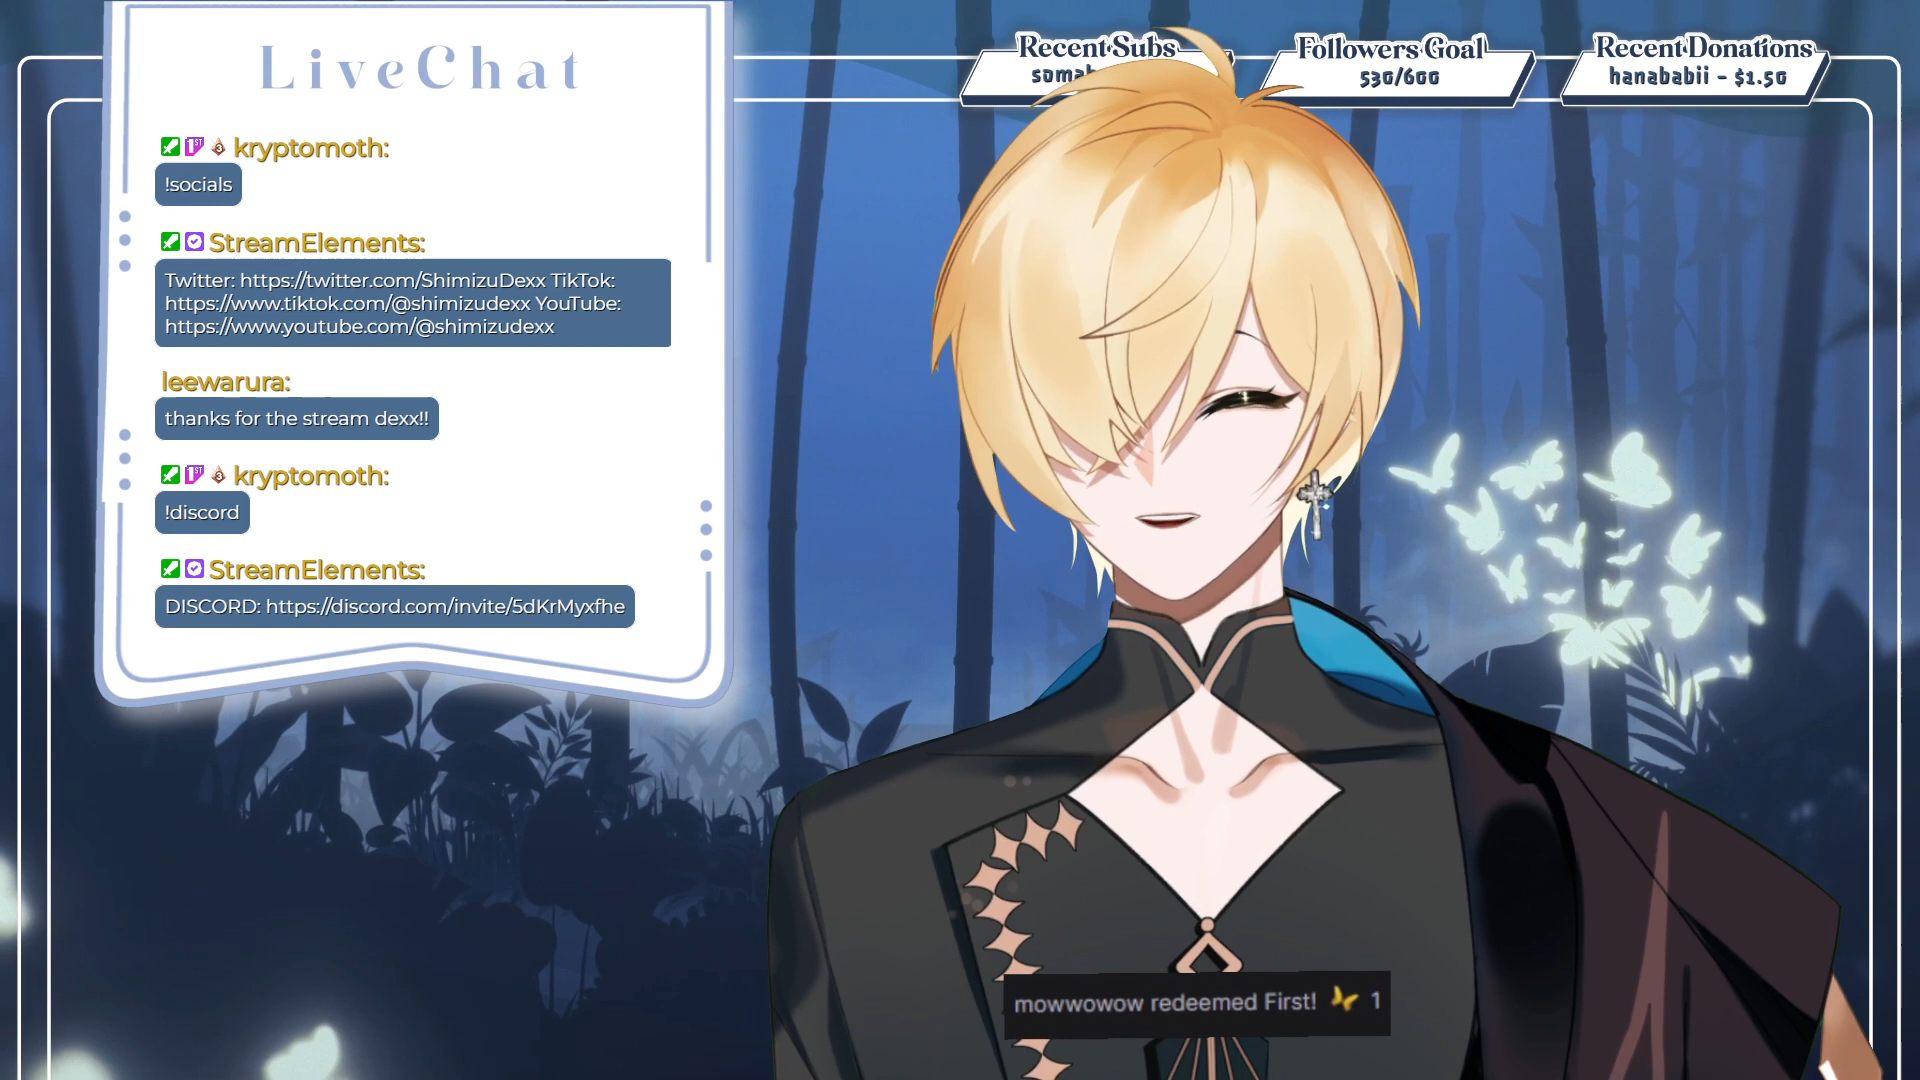 LiveChat
kryptomoth:
!socials
StreamElements:
Twitter: https://twitter.com/ShimizuDexx TikTok:
https://www.tiktok.com/@shimizudexx YouTube:
https://www.youtube.com/@shimizudexx
leewarura:
thanks for the stream dexx!!
kryptomoth:
!discord
StreamElements:
DISCORD: https://discord.com/invite/5dKrMyxfhe
Recent Subs
Followers Goal
530/600
Recent Donations
hanababii - $1.50
mowwowow redeemed First! 1